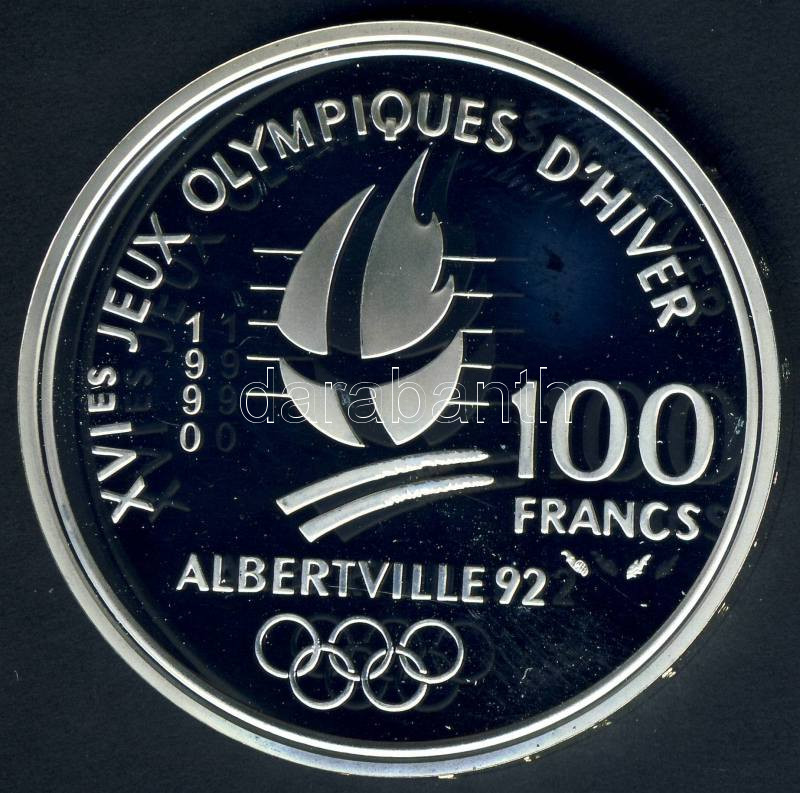 XVIES JEUX OLYMPIQUES D'HIVER
1990
100
FRANCS
ALBERTVILLE 92
darabanth